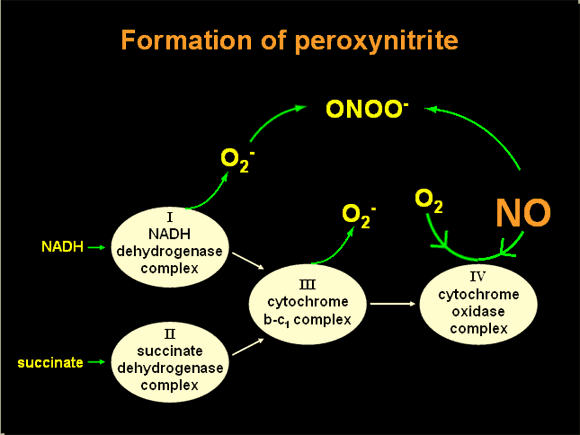 Formation of peroxynitrite
ONOO⁻
O₂⁻
O₂⁻
O₂
NO
I
NADH
dehydrogenase
complex
NADH
III
cytochrome
b-c₁ complex
IV
cytochrome
oxidase
complex
II
succinate
dehydrogenase
complex
succinate